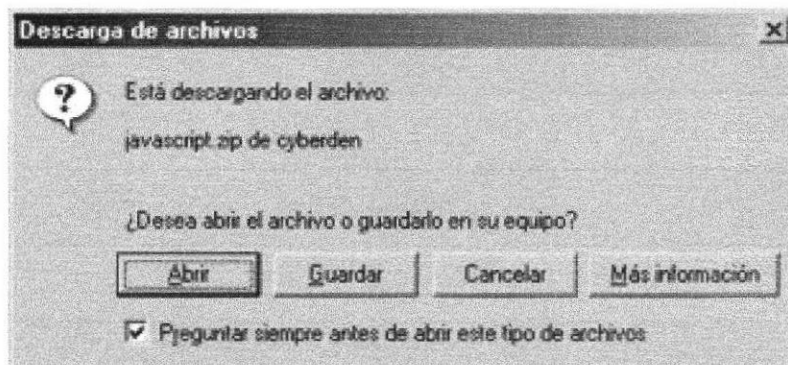 Descarga de archivos
Está descargando el archivo:
javascript.zip de cyberden
¿Desea abrir el archivo o guardarlo en su equipo?
Abrir Guardar Cancelar Más información
Preguntar siempre antes de abrir este tipo de archivos